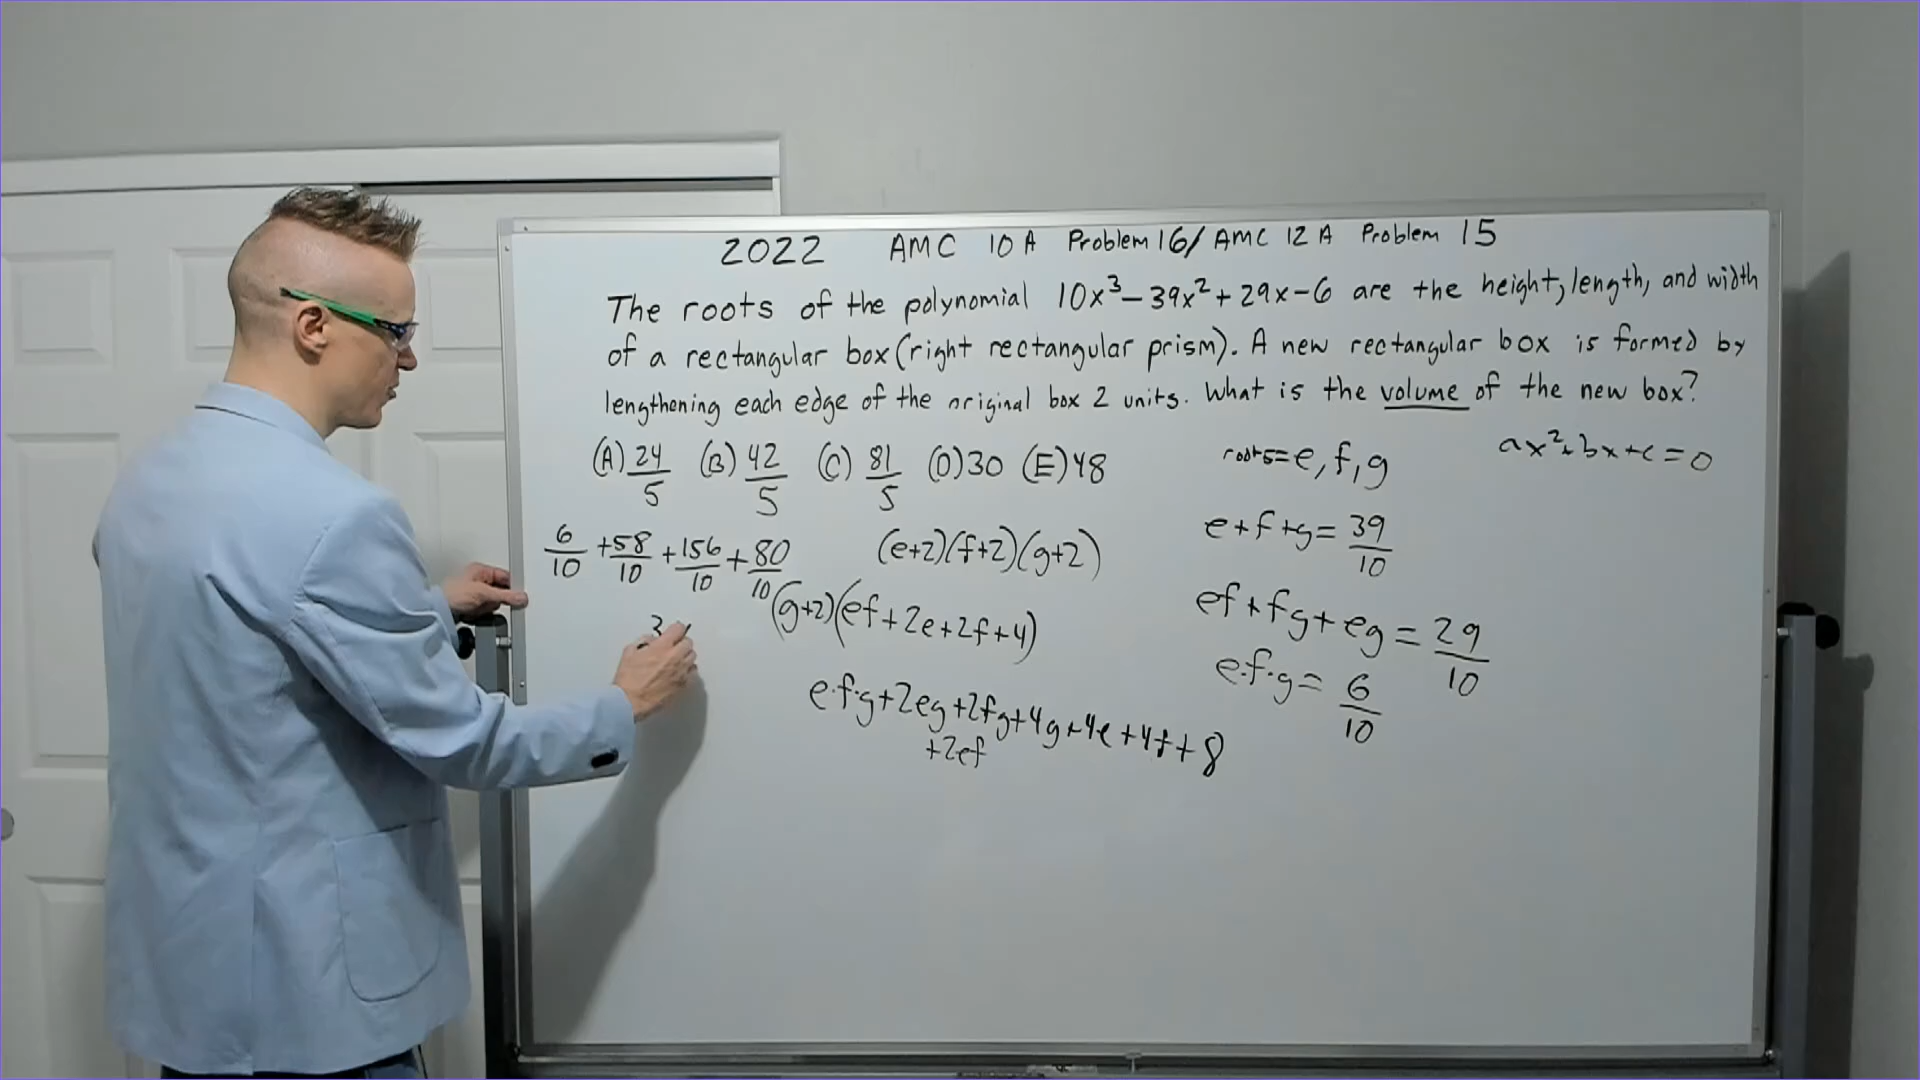 2022 AMC 10A Problem 16/AMC 12A Problem 15
The roots of the polynomial 10x³-39x²+29x-6 are the height, length, and width
of a rectangular box (right rectangular prism). A new rectangular box is formed by
lengthening each edge of the original box 2 units. What is the volume of the new box?
(A) 24/5 (B) 42/5 (C) 81/5 (D) 30 (E) 48
roots=e, f, g
ax²+bx+c=0
6/10 +58/10 +156/10 +80/10
(e+2)(f+2)(g+2)
e+f+g=39/10
(g+2)(ef+2e+2f+4)
ef+fg+eg=29/10
e·f·g=6/10
e·f·g+2eg+2fg+4g+4e+4f+8
+2ef
3